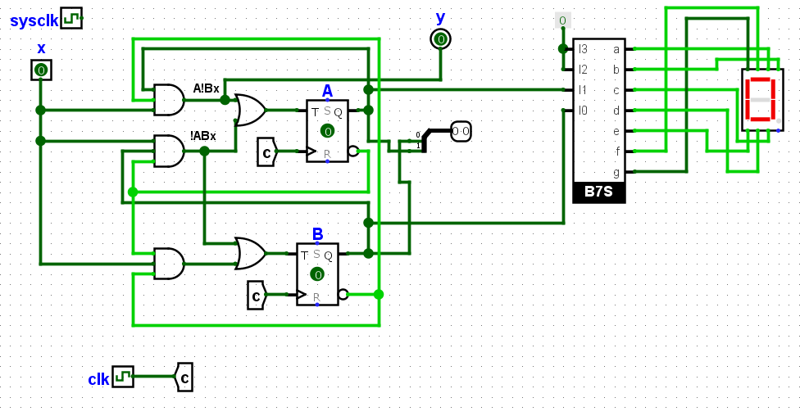 sysclk
x
0
y
0
0
A!Bx
!ABx
A
T S Q
0
R
c
0 0
0
1
I3 a
I2 b
I1 c
I0 d
e
f
g
B7S
B
T S Q
0
R
c
clk
c